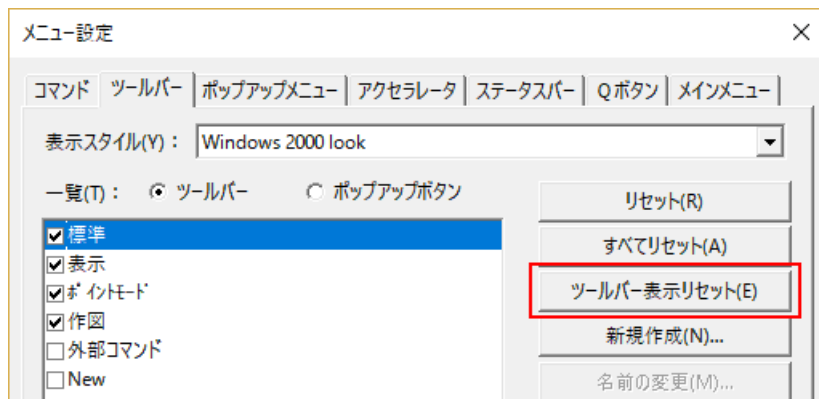 メニュー設定
コマンド ツールバー ポップアップメニュー アクセラレータ ステータスバー Qボタン メインメニュー
表示スタイル(Y)： Windows 2000 look
一覧(T)： ツールバー ポップアップボタン
リセット(R)
標準
すべてリセット(A)
表示
ﾎﾟｲﾝﾄﾓｰﾄﾞ
ツールバー表示リセット(E)
作図
外部コマンド
新規作成(N)...
New
名前の変更(M)...